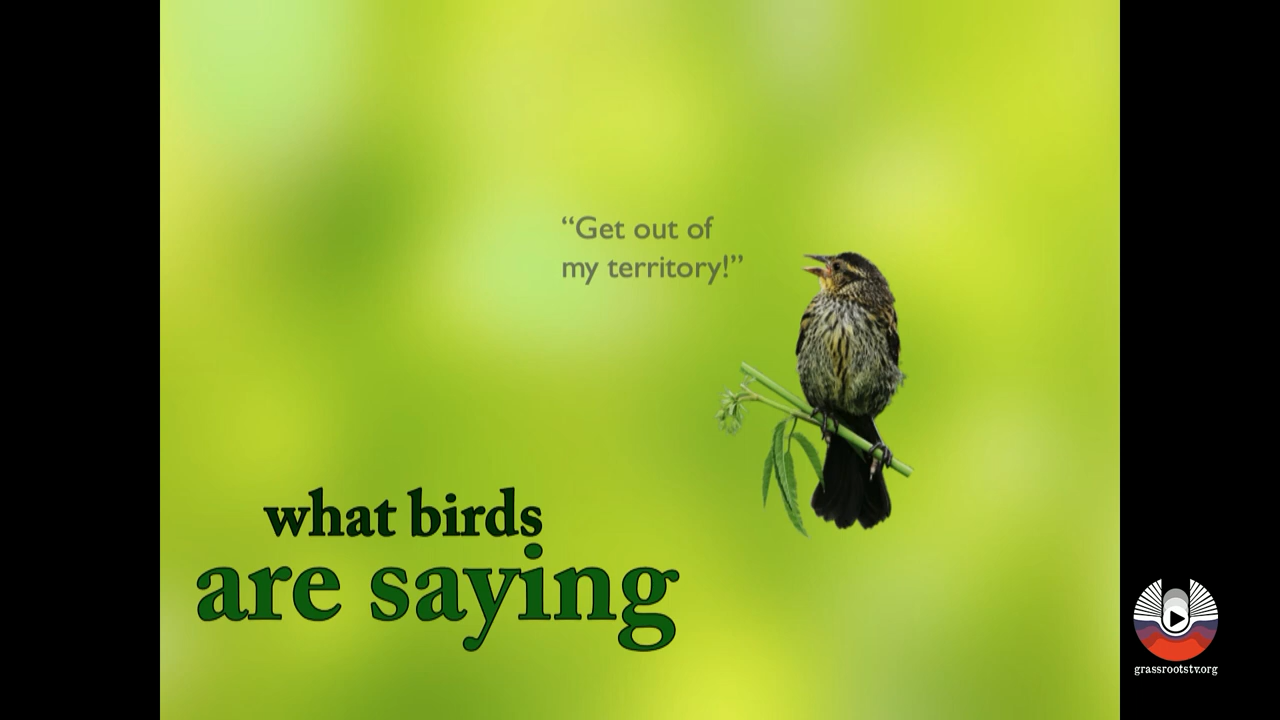 “Get out of
my territory!”
what birds
are saying
grassrootstv.org